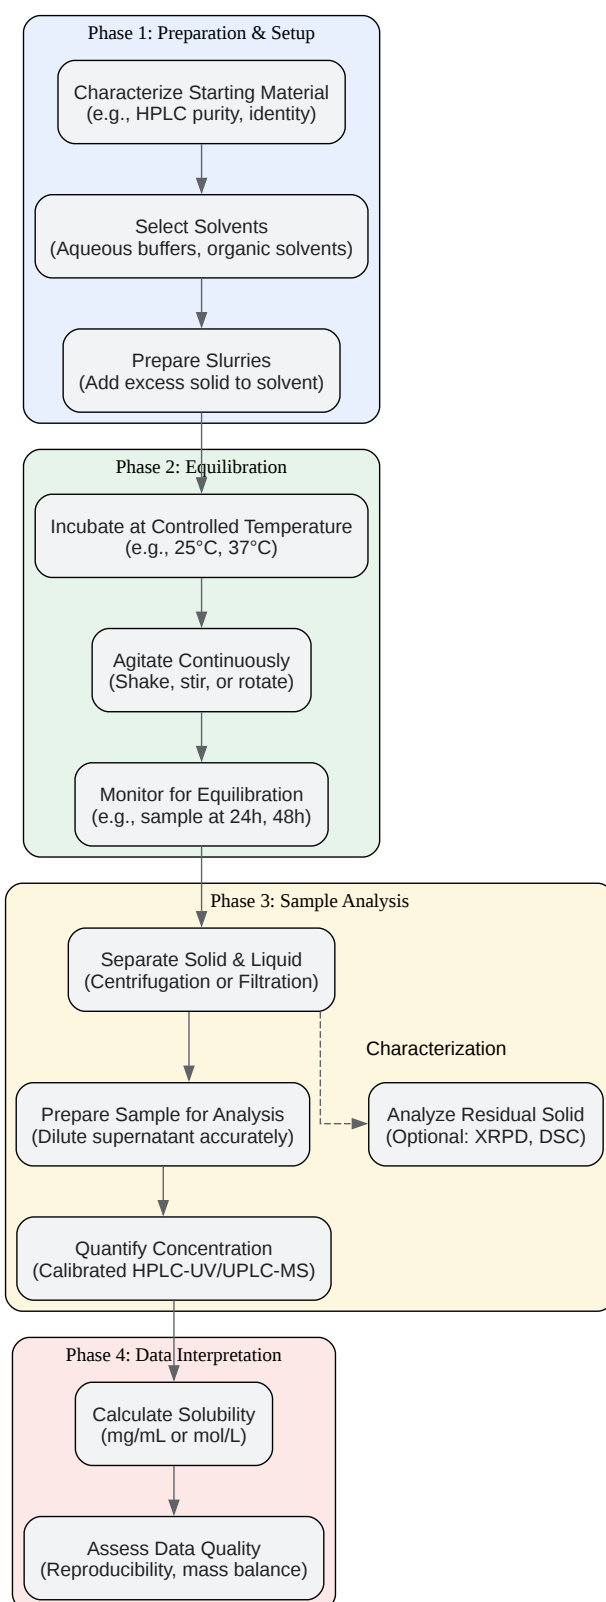 Phase 1: Preparation & Setup
Characterize Starting Material
(e.g., HPLC purity, identity)
Select Solvents
(Aqueous buffers, organic solvents)
Prepare Slurries
(Add excess solid to solvent)
Phase 2: Equilibration
Incubate at Controlled Temperature
(e.g., 25°C, 37°C)
Agitate Continuously
(Shake, stir, or rotate)
Monitor for Equilibration
(e.g., sample at 24h, 48h)
Phase 3: Sample Analysis
Separate Solid & Liquid
(Centrifugation or Filtration)
Characterization
Prepare Sample for Analysis
(Dilute supernatant accurately)
Analyze Residual Solid
(Optional: XRPD, DSC)
Quantify Concentration
(Calibrated HPLC-UV/UPLC-MS)
Phase 4: Data Interpretation
Calculate Solubility
(mg/mL or mol/L)
Assess Data Quality
(Reproducibility, mass balance)